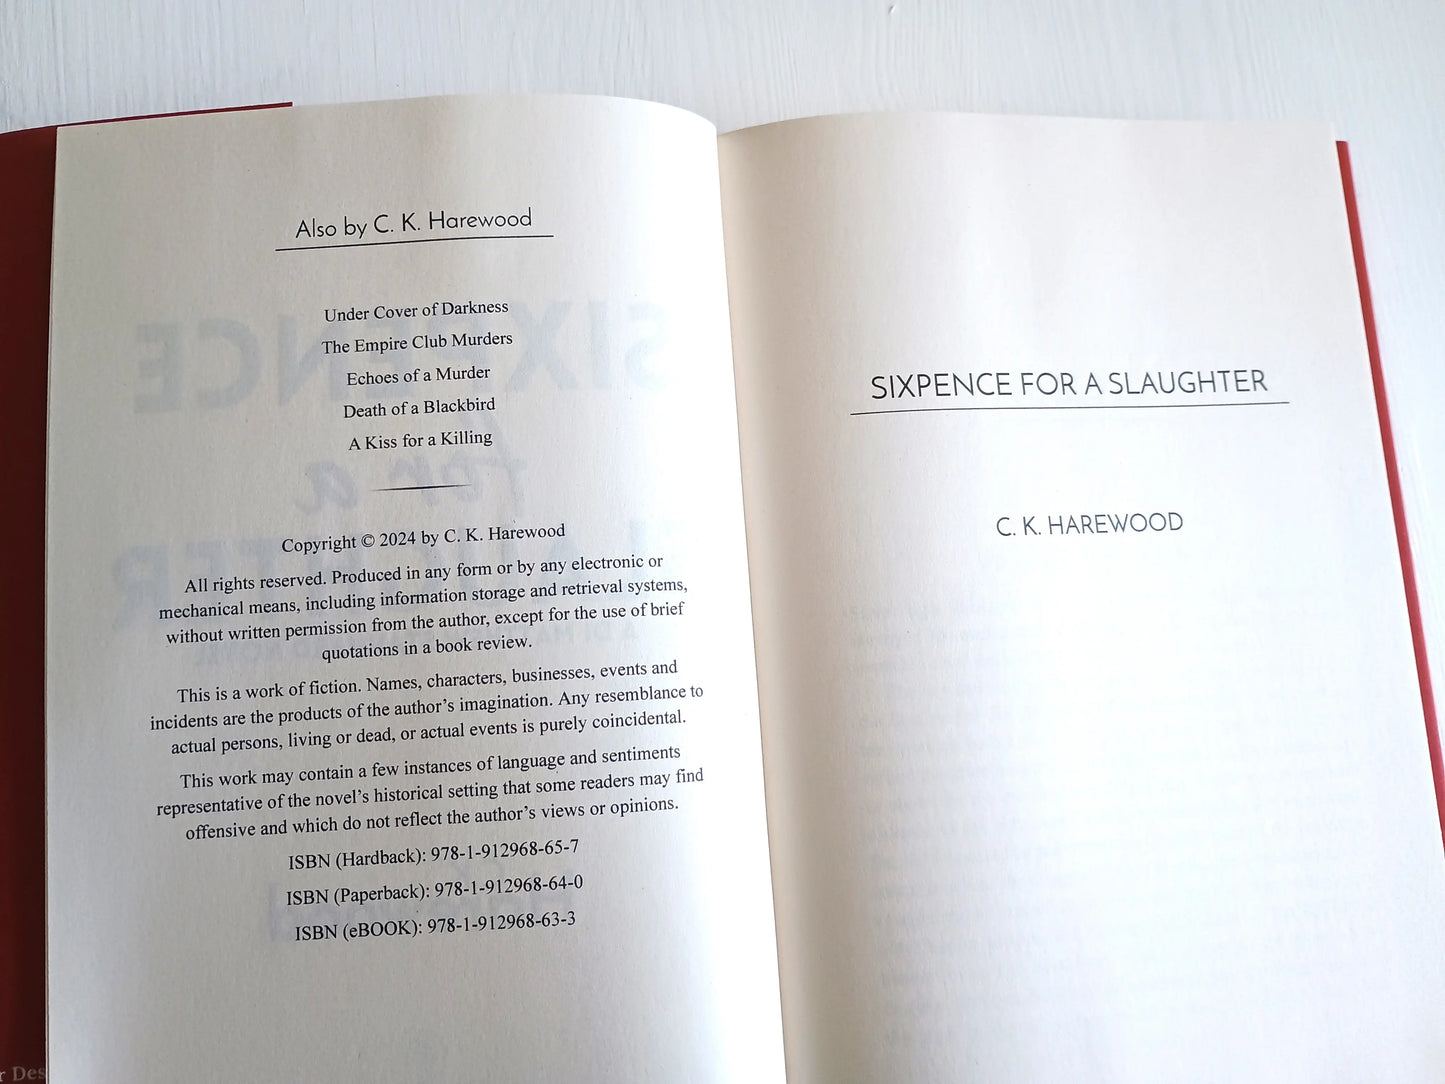 Also by C. K. Harewood
Under Cover of Darkness
The Empire Club Murders
Echoes of a Murder
Death of a Blackbird
A Kiss for a Killing
Copyright © 2024 by C. K. Harewood
All rights reserved. Produced in any form or by any electronic or
mechanical means, including information storage and retrieval systems,
without written permission from the author, except for the use of brief
quotations in a book review.
This is a work of fiction. Names, characters, businesses, events and
incidents are the products of the author's imagination. Any resemblance to
actual persons, living or dead, or actual events is purely coincidental.
This work may contain a few instances of language and sentiments
representative of the novel's historical setting that some readers may find
offensive and which do not reflect the author's views or opinions.
ISBN (Hardback): 978-1-912968-65-7
ISBN (Paperback): 978-1-912968-64-0
ISBN (eBOOK): 978-1-912968-63-3
SIXPENCE FOR A SLAUGHTER
C. K. HAREWOOD